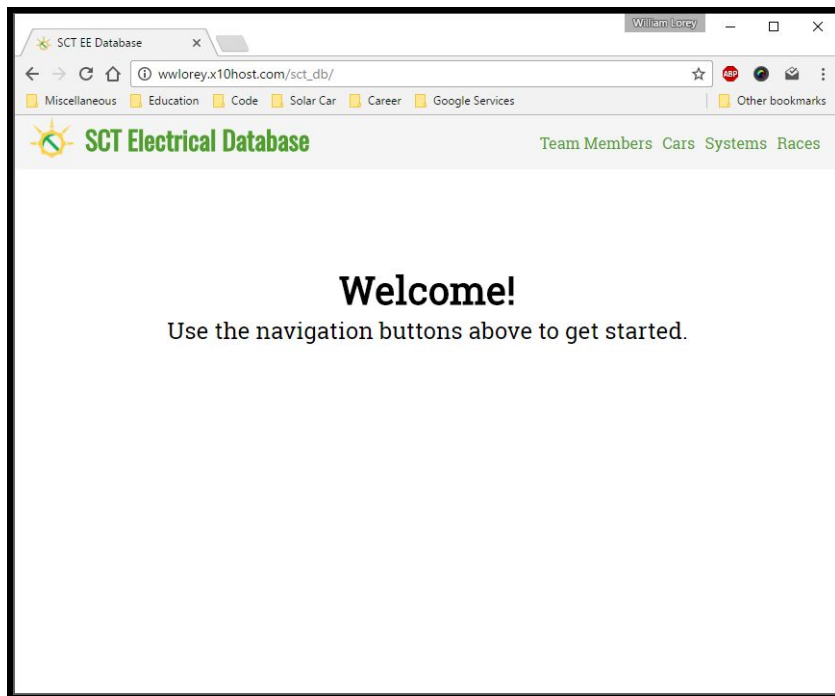 William Lorey
SCT EE Database
wwlorey.x10host.com/sct_db/
ABP
Miscellaneous Education Code Solar Car Career Google Services Other bookmarks
SCT Electrical Database Team Members Cars Systems Races
Welcome!
Use the navigation buttons above to get started.